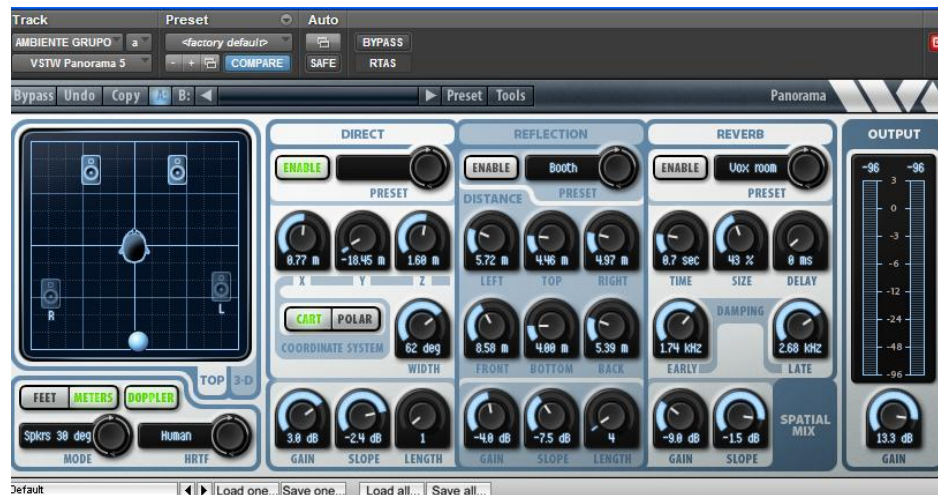 Track Preset Auto
AMBIENTE GRUPO a <factory default> BYPASS
VSTW Panorama 5 - + COMPARE SAFE RTAS
Bypass Undo Copy B: Preset Tools Panorama
DIRECT REFLECTION REVERB OUTPUT
ENABLE ENABLE Booth ENABLE Vox room -96 -96
PRESET PRESET PRESET 3
DISTANCE
0
0.77 m -18.45 m 1.60 m 5.72 m 4.46 m 4.97 m 0.7 sec 43 % 0 ms -3
X Y Z LEFT TOP RIGHT TIME SIZE DELAY -6
R L -12
CART POLAR DAMPING
COORDINATE SYSTEM 62 deg 8.58 m 4.00 m 5.39 m 1.74 kHz 2.68 kHz -24
WIDTH FRONT BOTTOM BACK EARLY LATE -48
TOP 3-D -96
FEET METERS DOPPLER
Spkrs 30 deg Human 3.0 dB -2.4 dB 1 -4.0 dB -7.5 dB 4 -9.0 dB -1.5 dB SPATIAL MIX 13.3 dB
MODE HRTF GAIN SLOPE LENGTH GAIN SLOPE LENGTH GAIN SLOPE GAIN
Default Load one... Save one... Load all... Save all...